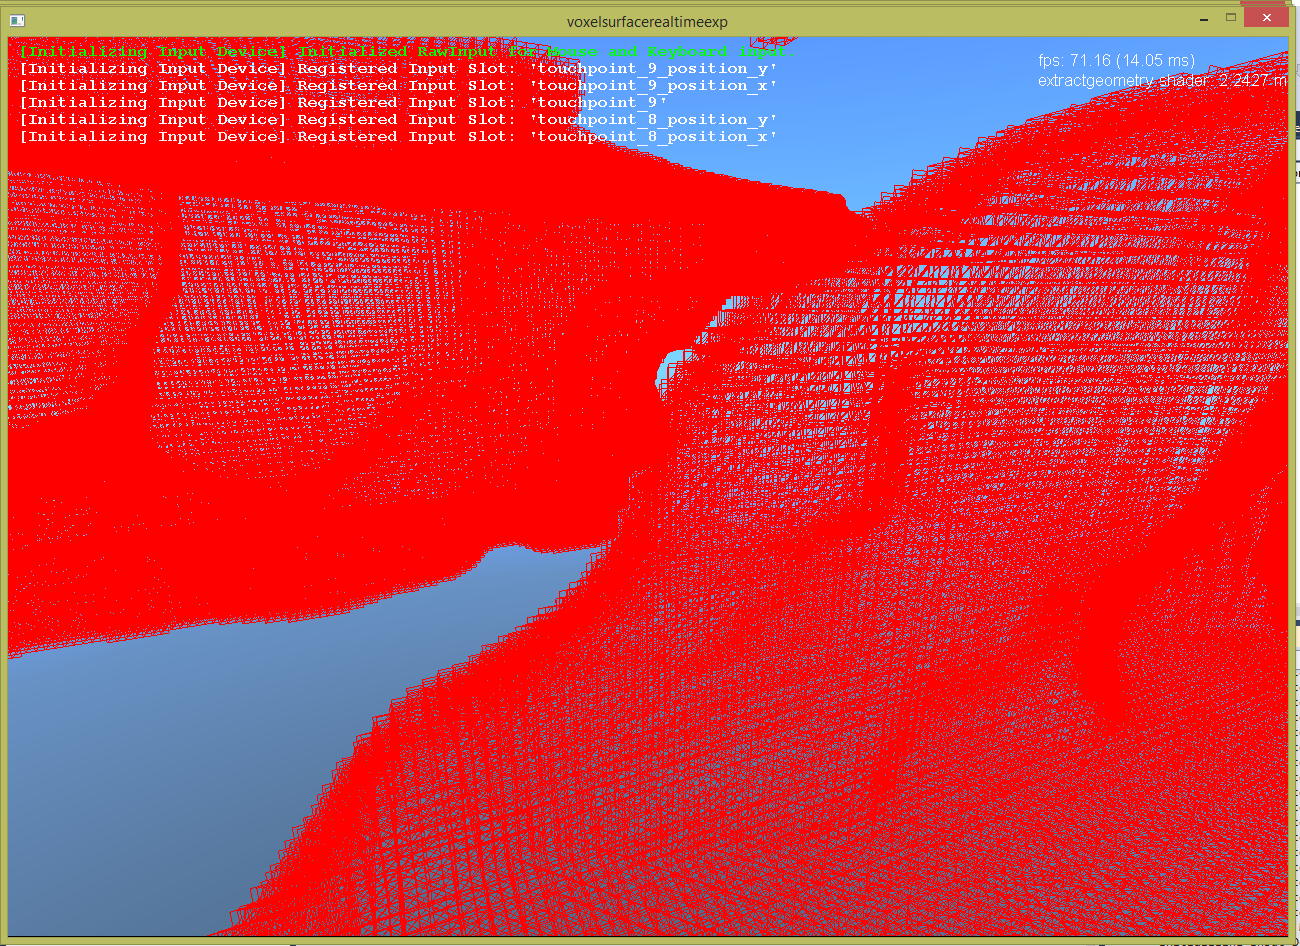 voxelsurfacerealtimeexp
[Initializing Input Device] Initialized RawInput for Mouse and Keyboard input.
[Initializing Input Device] Registered Input Slot: 'touchpoint_9_position_y'
[Initializing Input Device] Registered Input Slot: 'touchpoint_9_position_x'
[Initializing Input Device] Registered Input Slot: 'touchpoint_9'
[Initializing Input Device] Registered Input Slot: 'touchpoint_8_position_y'
[Initializing Input Device] Registered Input Slot: 'touchpoint_8_position_x'
fps: 71.16 (14.05 ms)
extractgeometry shader: 2.2427 m